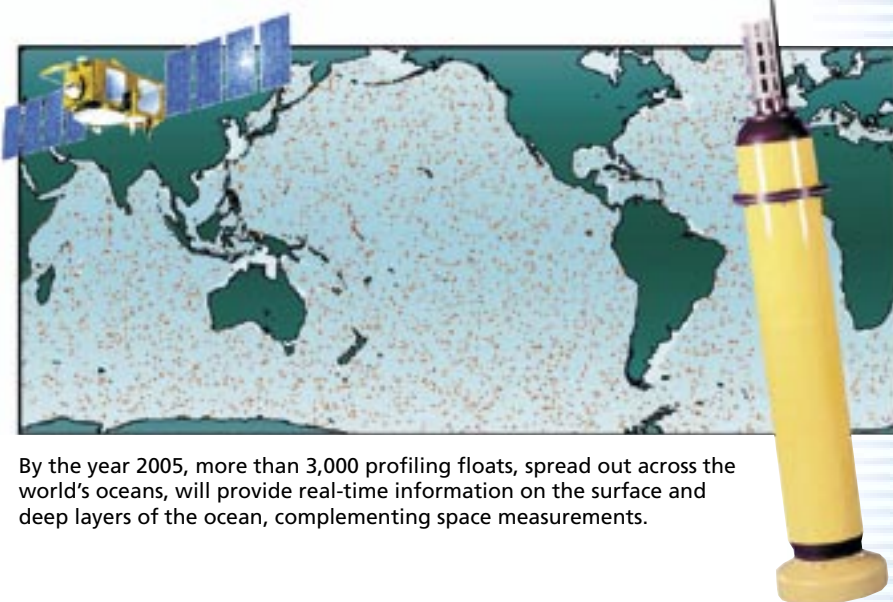 By the year 2005, more than 3,000 profiling floats, spread out across the
world's oceans, will provide real-time information on the surface and
deep layers of the ocean, complementing space measurements.